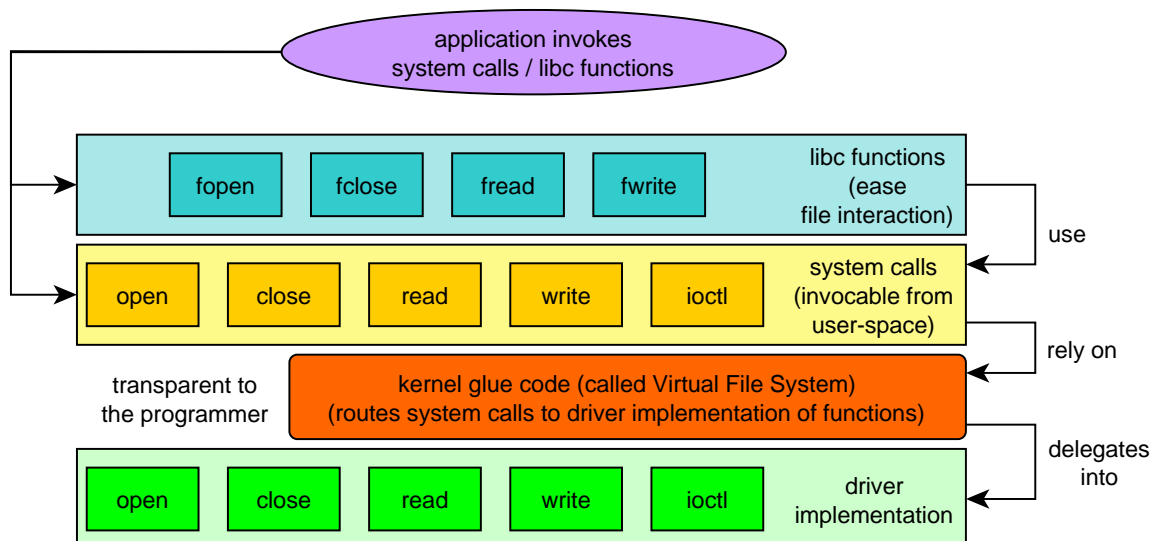 application invokes
system calls / libc functions
fopen
fclose
fread
fwrite
libc functions
(ease
file interaction)
use
open
close
read
write
ioctl
system calls
(invocable from
user-space)
rely on
transparent to
the programmer
kernel glue code (called Virtual File System)
(routes system calls to driver implementation of functions)
delegates
into
open
close
read
write
ioctl
driver
implementation